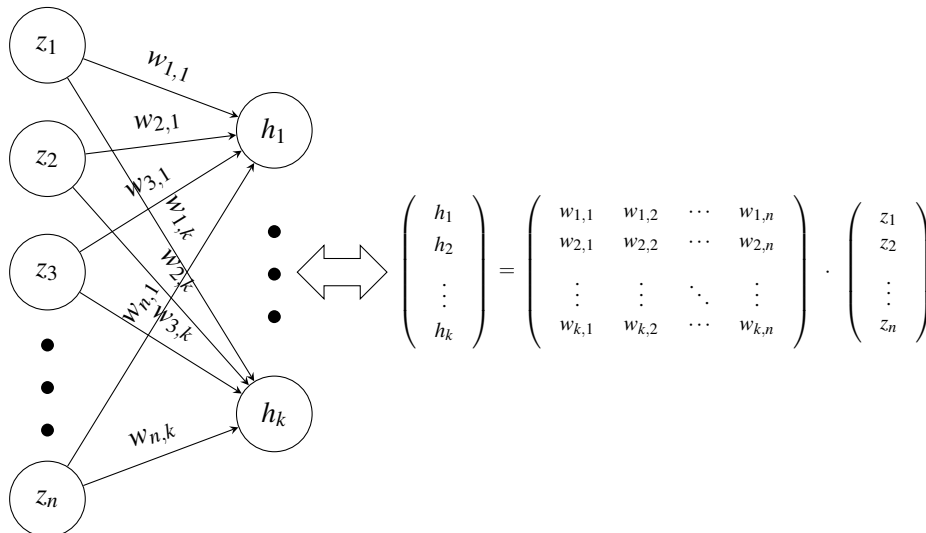 z₁
w₁,₁
z₂
w₂,₁
h₁
w₃,₁
w₁,ₖ
z₃
w₂,ₖ
wₙ,₁
w₃,ₖ
hₖ
wₙ,ₖ
zₙ
h₁ w₁,₁ w₁,₂ ⋯ w₁,ₙ z₁
h₂ = w₂,₁ w₂,₂ ⋯ w₂,ₙ · z₂
⋮ ⋮ ⋮ ⋱ ⋮ ⋮
hₖ wₖ,₁ wₖ,₂ ⋯ wₖ,ₙ zₙ